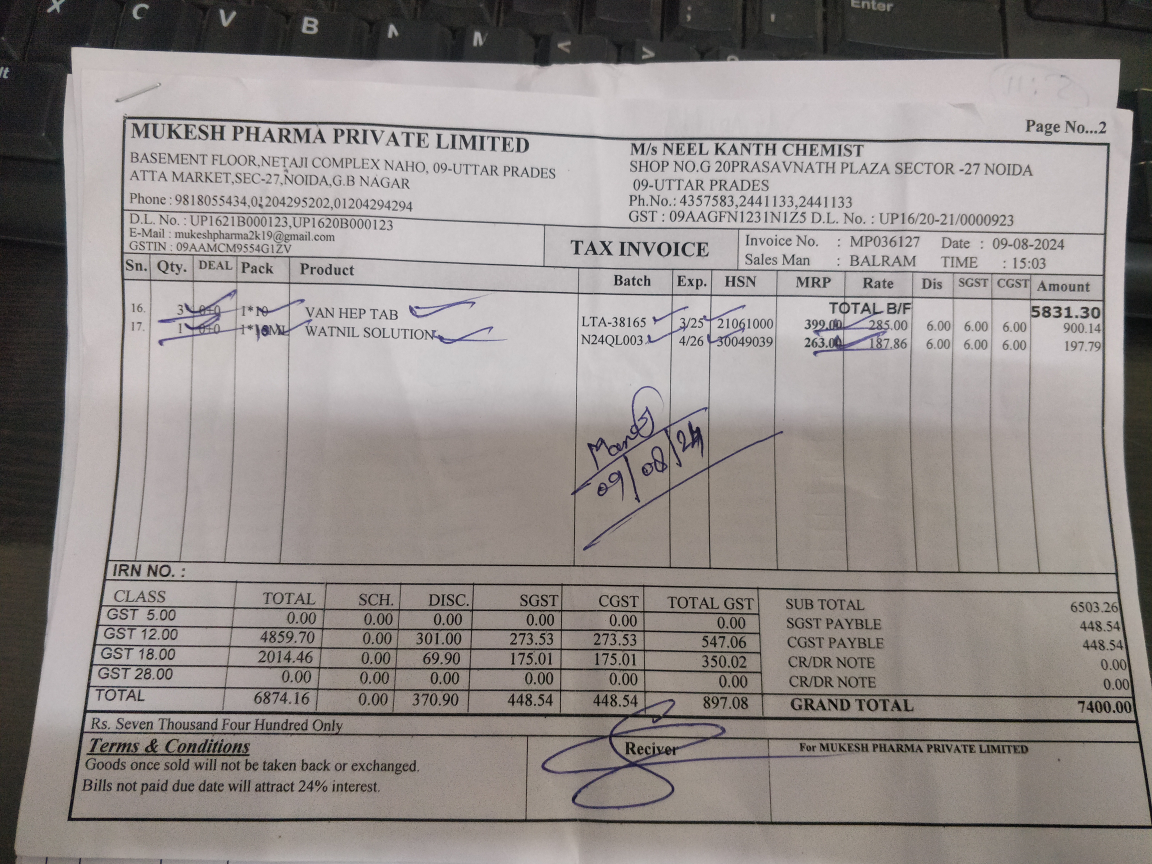 Enter
X C V B N M < >
Page No...2
MUKESH PHARMA PRIVATE LIMITED
BASEMENT FLOOR,NETAJI COMPLEX NAHO, 09-UTTAR PRADES
ATTA MARKET,SEC-27,NOIDA,G.B NAGAR
Phone : 9818055434,01204295202,01204294294
D.L. No. : UP1621B000123,UP1620B000123
E-Mail : mukeshpharma2k19@gmail.com
GSTIN : 09AAMCM9554G1ZV
M/s NEEL KANTH CHEMIST
SHOP NO.G 20PRASAVNATH PLAZA SECTOR -27 NOIDA
09-UTTAR PRADES
Ph.No.: 4357583,2441133,2441133
GST : 09AAGFN1231N1Z5 D.L. No. : UP16/20-21/0000923
TAX INVOICE
Invoice No. : MP036127 Date : 09-08-2024
Sales Man : BALRAM TIME : 15:03
Sn. Qty. DEAL Pack Product Batch Exp. HSN MRP Rate Dis SGST CGST Amount
TOTAL B/F 5831.30
16. 3 0+0 1*10 VAN HEP TAB LTA-38165 3/25 21061000 399.00 285.00 6.00 6.00 6.00 900.14
17. 1 0+0 WATNIL SOLUTION N24QL003 4/26 30049039 263.00 187.86 6.00 6.00 6.00 197.79
09/08/24
IRN NO. :
CLASS TOTAL SCH. DISC. SGST CGST TOTAL GST
GST 5.00 0.00 0.00 0.00 0.00 0.00 0.00
GST 12.00 4859.70 0.00 301.00 273.53 273.53 547.06
GST 18.00 2014.46 0.00 69.90 175.01 175.01 350.02
GST 28.00 0.00 0.00 0.00 0.00 0.00 0.00
TOTAL 6874.16 0.00 370.90 448.54 448.54 897.08
SUB TOTAL 6503.26
SGST PAYBLE 448.54
CGST PAYBLE 448.54
CR/DR NOTE 0.00
CR/DR NOTE 0.00
GRAND TOTAL 7400.00
Rs. Seven Thousand Four Hundred Only
Terms & Conditions
Goods once sold will not be taken back or exchanged.
Bills not paid due date will attract 24% interest.
Reciver
For MUKESH PHARMA PRIVATE LIMITED